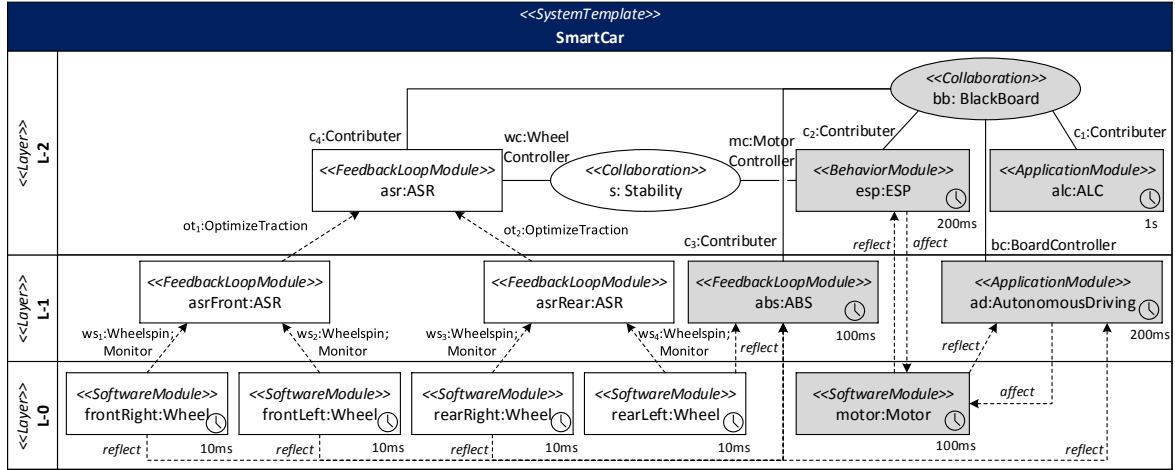 <<SystemTemplate>>
SmartCar
<<Layer>>
L-2
<<Collaboration>>
bb: BlackBoard
c₄:Contributer
wc:Wheel
Controller
mc:Motor
Controller
c₂:Contributer
c₁:Contributer
<<FeedbackLoopModule>>
asr:ASR
<<Collaboration>>
s: Stability
<<BehaviorModule>>
esp:ESP
200ms
<<ApplicationModule>>
alc:ALC
1s
ot₁:OptimizeTraction
ot₂:OptimizeTraction
c₃:Contributer
reflect
affect
bc:BoardController
<<Layer>>
L-1
<<FeedbackLoopModule>>
asrFront:ASR
<<FeedbackLoopModule>>
asrRear:ASR
<<FeedbackLoopModule>>
abs:ABS
100ms
<<ApplicationModule>>
ad:AutonomousDriving
200ms
ws₁:Wheelspin;
Monitor
ws₂:Wheelspin;
Monitor
ws₃:Wheelspin;
Monitor
ws₄:Wheelspin;
Monitor
reflect
reflect
<<Layer>>
L-0
<<SoftwareModule>>
frontRight:Wheel
10ms
<<SoftwareModule>>
frontLeft:Wheel
10ms
<<SoftwareModule>>
rearRight:Wheel
10ms
<<SoftwareModule>>
rearLeft:Wheel
10ms
<<SoftwareModule>>
motor:Motor
100ms
affect
reflect
reflect
reflect
reflect